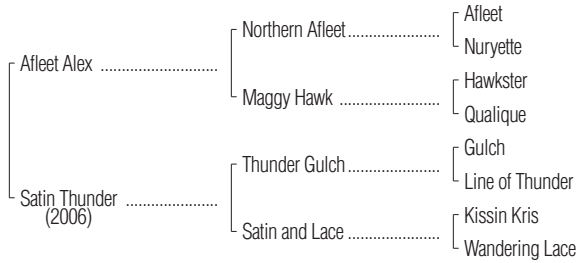 Afleet Alex
Satin Thunder
(2006)
Northern Afleet
Maggy Hawk
Thunder Gulch
Satin and Lace
Afleet
Nuryette
Hawkster
Qualique
Gulch
Line of Thunder
Kissin Kris
Wandering Lace